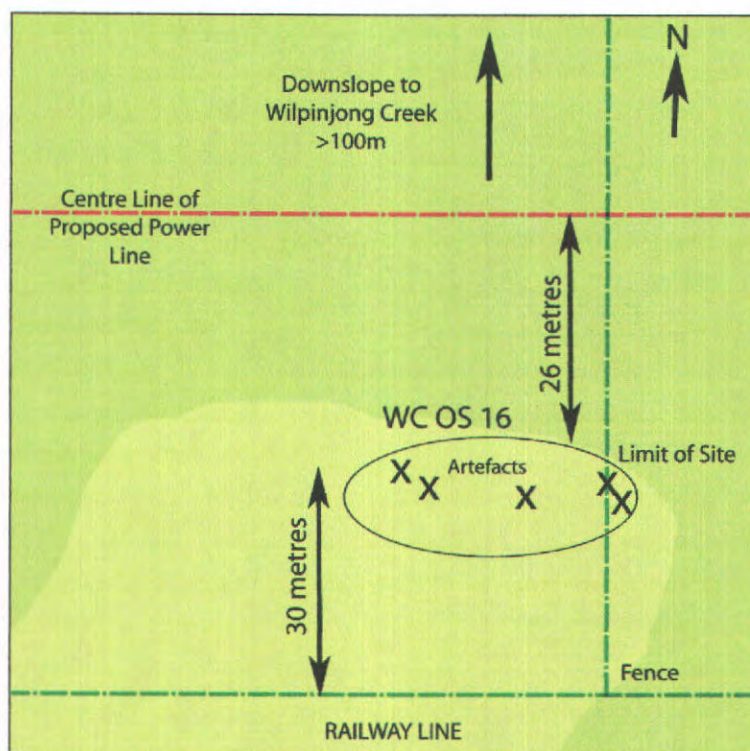 N
Downslope to
Wilpinjong Creek
>100m
Centre Line of
Proposed Power
Line
26 metres
WC OS 16
Limit of Site
Artefacts
X X X X X
30 metres
Fence
RAILWAY LINE